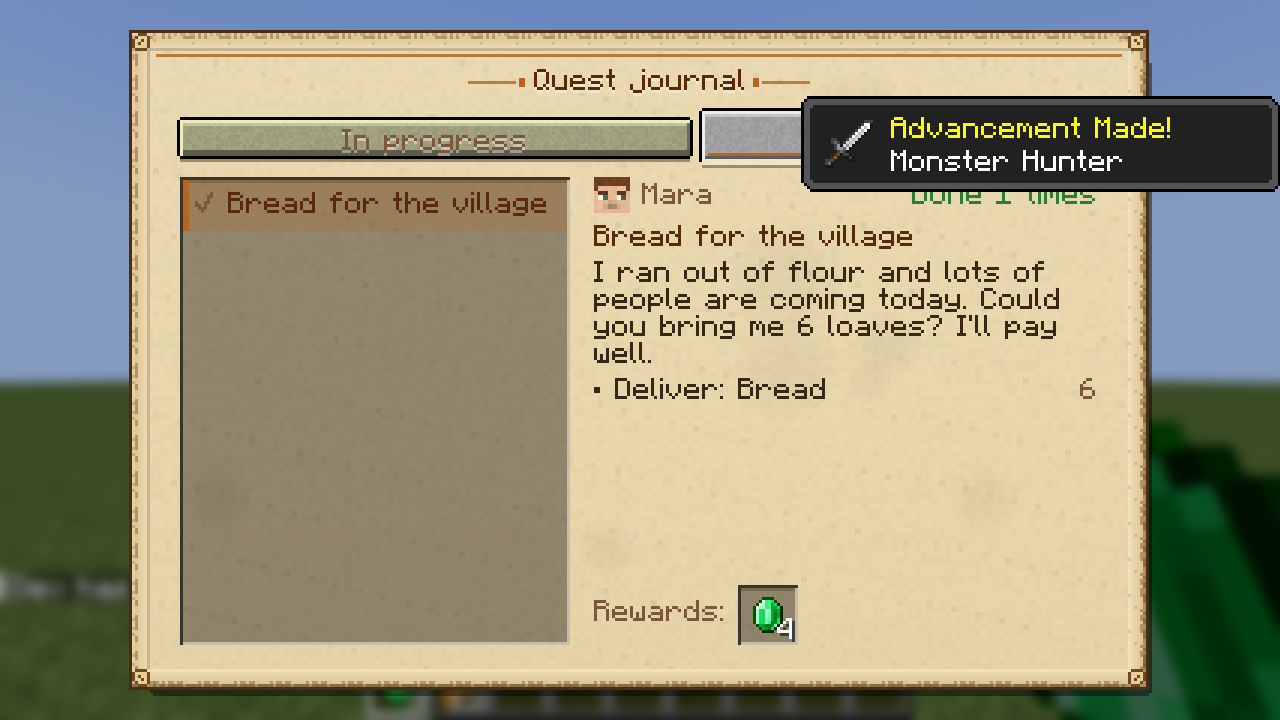 Quest journal
In progress
Advancement Made!
Monster Hunter
✓ Bread for the village
Mara
Done 1 times
Bread for the village
I ran out of flour and lots of
people are coming today. Could
you bring me 6 loaves? I'll pay
well.
▪ Deliver: Bread 6
Rewards:
4